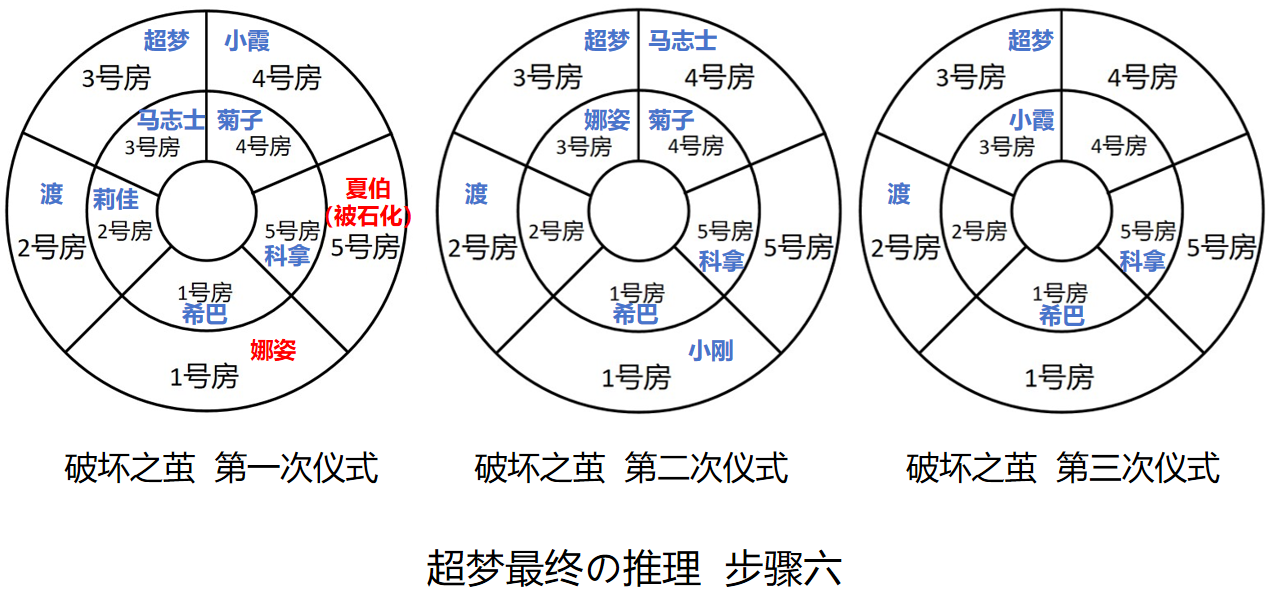 超梦 小霞
3号房 4号房
马志士 菊子
3号房 4号房
渡 莉佳 夏伯
(被石化)
2号房 2号房 5号房 5号房
科拿
1号房
希巴
娜姿
1号房
破坏之茧 第一次仪式
超梦 马志士
3号房 4号房
娜姿 菊子
3号房 4号房
渡
2号房 2号房 5号房 5号房
科拿
1号房
希巴
小刚
1号房
破坏之茧 第二次仪式
超梦
3号房 4号房
小霞
3号房 4号房
渡
2号房 2号房 5号房 5号房
科拿
1号房
希巴
1号房
破坏之茧 第三次仪式
超梦最终の推理 步骤六